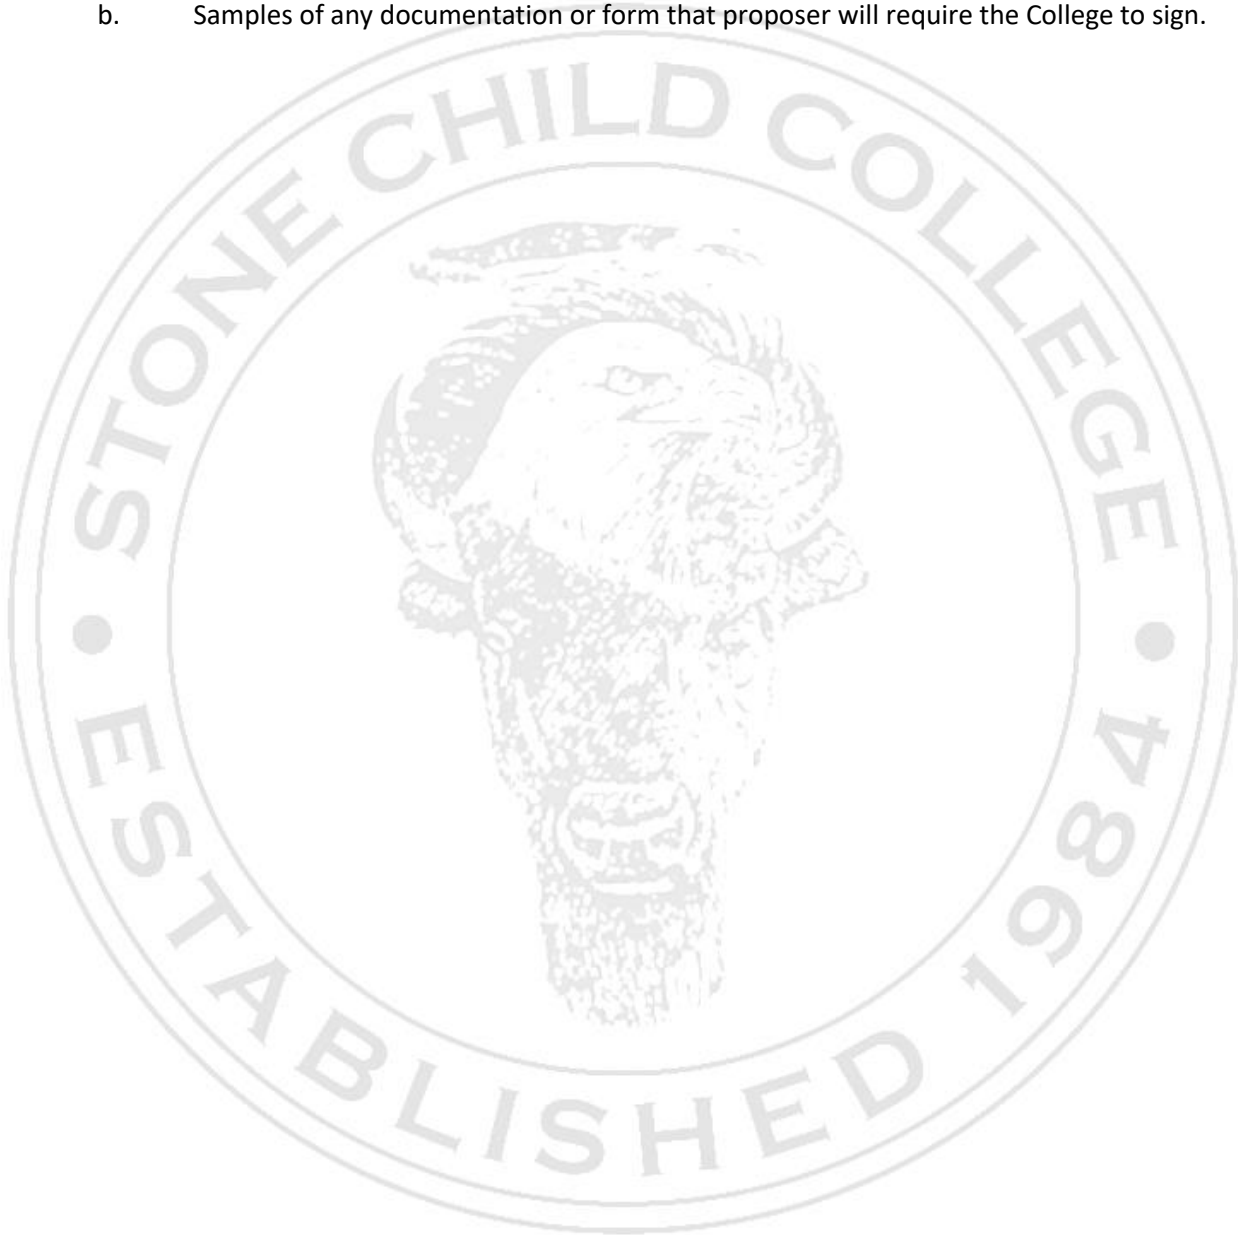 b. Samples of any documentation or form that proposer will require the College to sign.
• STONE CHILD COLLEGE •
ESTABLISHED 1984